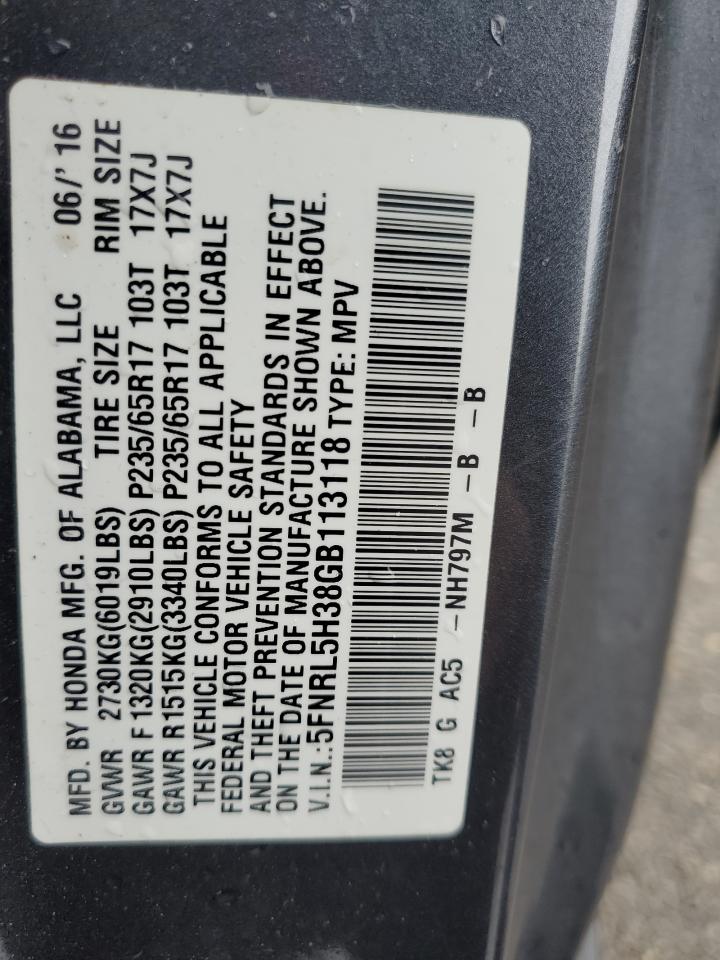 MFD. BY HONDA MFG. OF ALABAMA, LLC 06/' 16
GVWR 2730KG(6019LBS) TIRE SIZE RIM SIZE
GAWR F 1320KG(2910LBS) P235/65R17 103T 17X7J
GAWR R1515KG(3340LBS) P235/65R17 103T 17X7J
THIS VEHICLE CONFORMS TO ALL APPLICABLE
FEDERAL MOTOR VEHICLE SAFETY
AND THEFT PREVENTION STANDARDS IN EFFECT
ON THE DATE OF MANUFACTURE SHOWN ABOVE.
V.I.N.:5FNRL5H38GB113118 TYPE: MPV
TK8 G AC5 -NH797M -B -B
-B